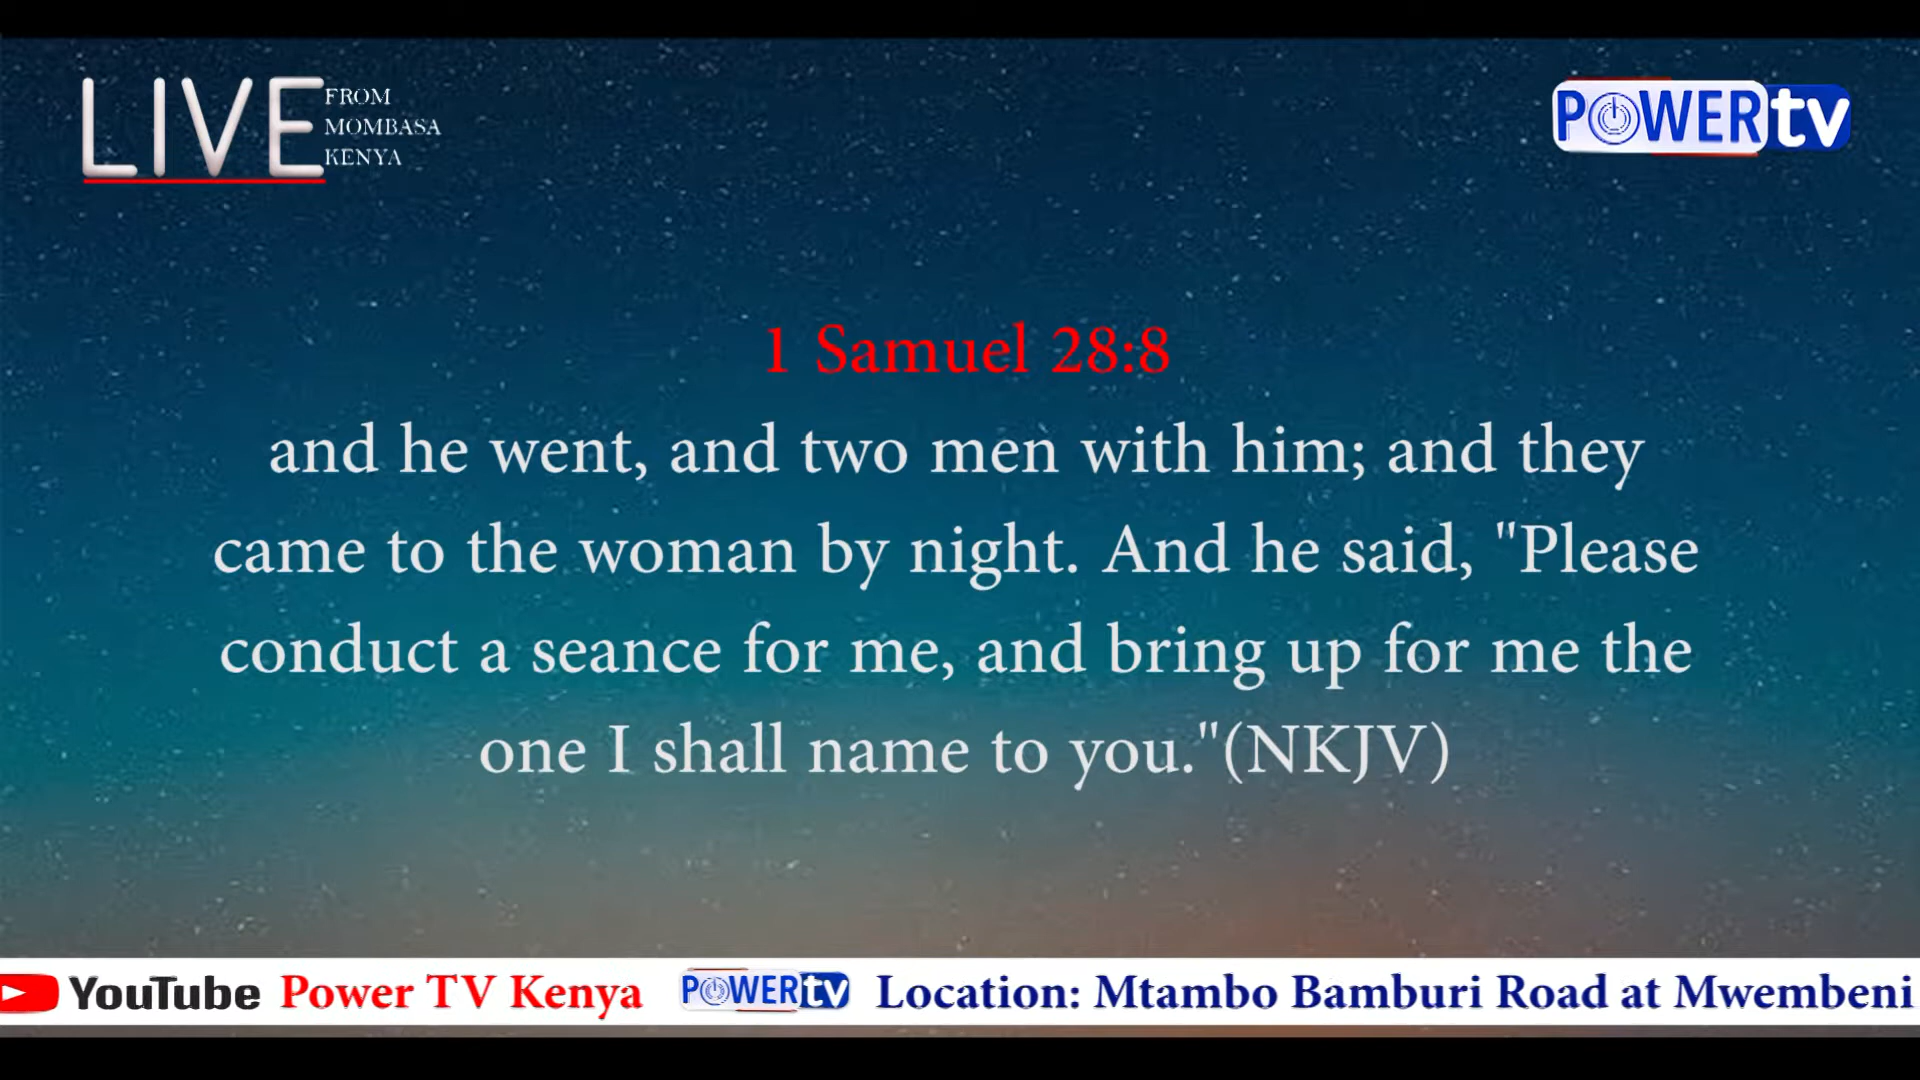 LIVE
FROM
MOMBASA
KENYA
POWERtv
1 Samuel 28:8
and he went, and two men with him; and they
came to the woman by night. And he said, "Please
conduct a seance for me, and bring up for me the
one I shall name to you."(NKJV)
YouTube Power TV Kenya POWERtv Location: Mtambo Bamburi Road at Mwembeni